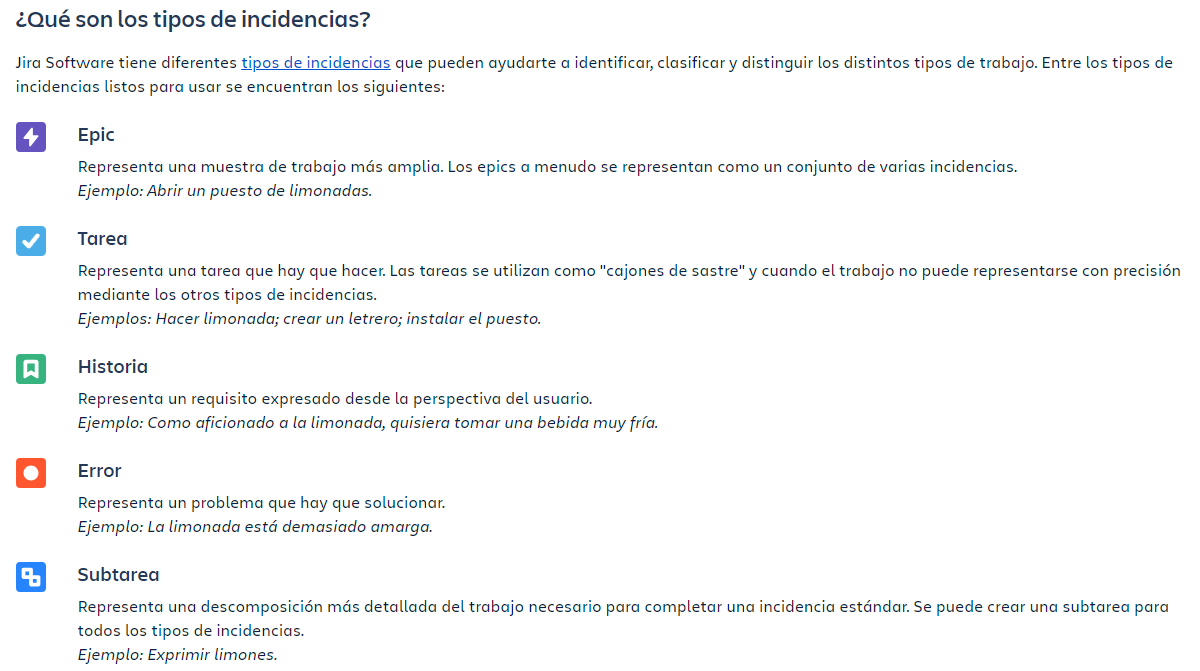 ¿Qué son los tipos de incidencias?
Jira Software tiene diferentes tipos de incidencias que pueden ayudarte a identificar, clasificar y distinguir los distintos tipos de trabajo. Entre los tipos de
incidencias listos para usar se encuentran los siguientes:
Epic
Representa una muestra de trabajo más amplia. Los epics a menudo se representan como un conjunto de varias incidencias.
Ejemplo: Abrir un puesto de limonadas.
Tarea
Representa una tarea que hay que hacer. Las tareas se utilizan como "cajones de sastre" y cuando el trabajo no puede representarse con precisión
mediante los otros tipos de incidencias.
Ejemplos: Hacer limonada; crear un letrero; instalar el puesto.
Historia
Representa un requisito expresado desde la perspectiva del usuario.
Ejemplo: Como aficionado a la limonada, quisiera tomar una bebida muy fría.
Error
Representa un problema que hay que solucionar.
Ejemplo: La limonada está demasiado amarga.
Subtarea
Representa una descomposición más detallada del trabajo necesario para completar una incidencia estándar. Se puede crear una subtarea para
todos los tipos de incidencias.
Ejemplo: Exprimir limones.